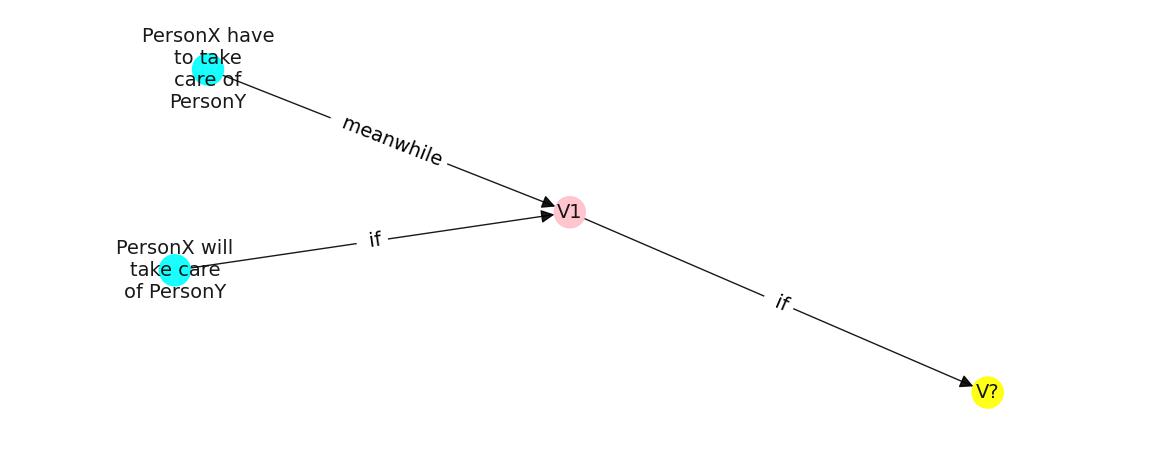 PersonX have
to take
care of
PersonY
meanwhile
V1
if
PersonX will
take care
of PersonY
if
V?